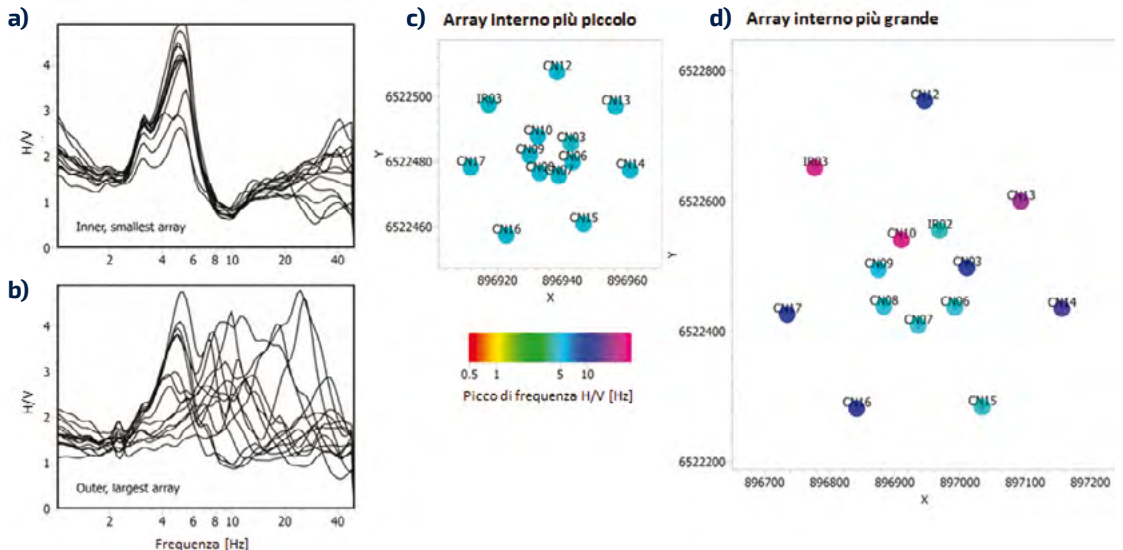 a)
4
3
2
1
0
H/V
Inner, smallest array
2 4 6 8 10 20 40
b)
4
3
2
1
0
H/V
Outer, largest array
2 4 6 8 10 20 40
Frequenza [Hz]
c) Array Interno più piccolo
CN12
6522500
IR03
CN13
CN10
CN03
CN09
CN06
6522480
CN17
CN14
CN07
CN15
6522460
CN16
Y
896920 896940 896960
X
0.5 1 5 10
Picco di frequenza H/V [Hz]
d) Array interno più grande
6522800
CN12
IR03
6522600
CN13
CN10
IR02
CN09
CN03
CN17
CN08
CN06
CN14
6522400
CN07
CN16
CN15
6522200
Y
896700 896800 896900 897000 897100 897200
X